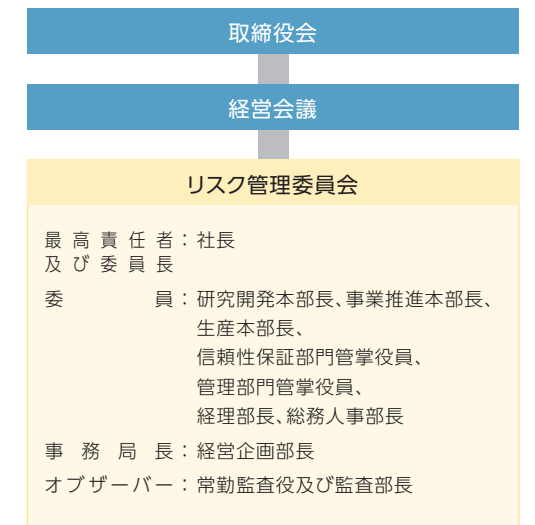 取締役会
経営会議
リスク管理委員会
最高責任者：社長
及び委員長
委員：研究開発本部長、事業推進本部長、
生産本部長、
信頼性保証部門管掌役員、
管理部門管掌役員、
経理部長、総務人事部長
事務局長：経営企画部長
オブザーバー：常勤監査役及び監査部長